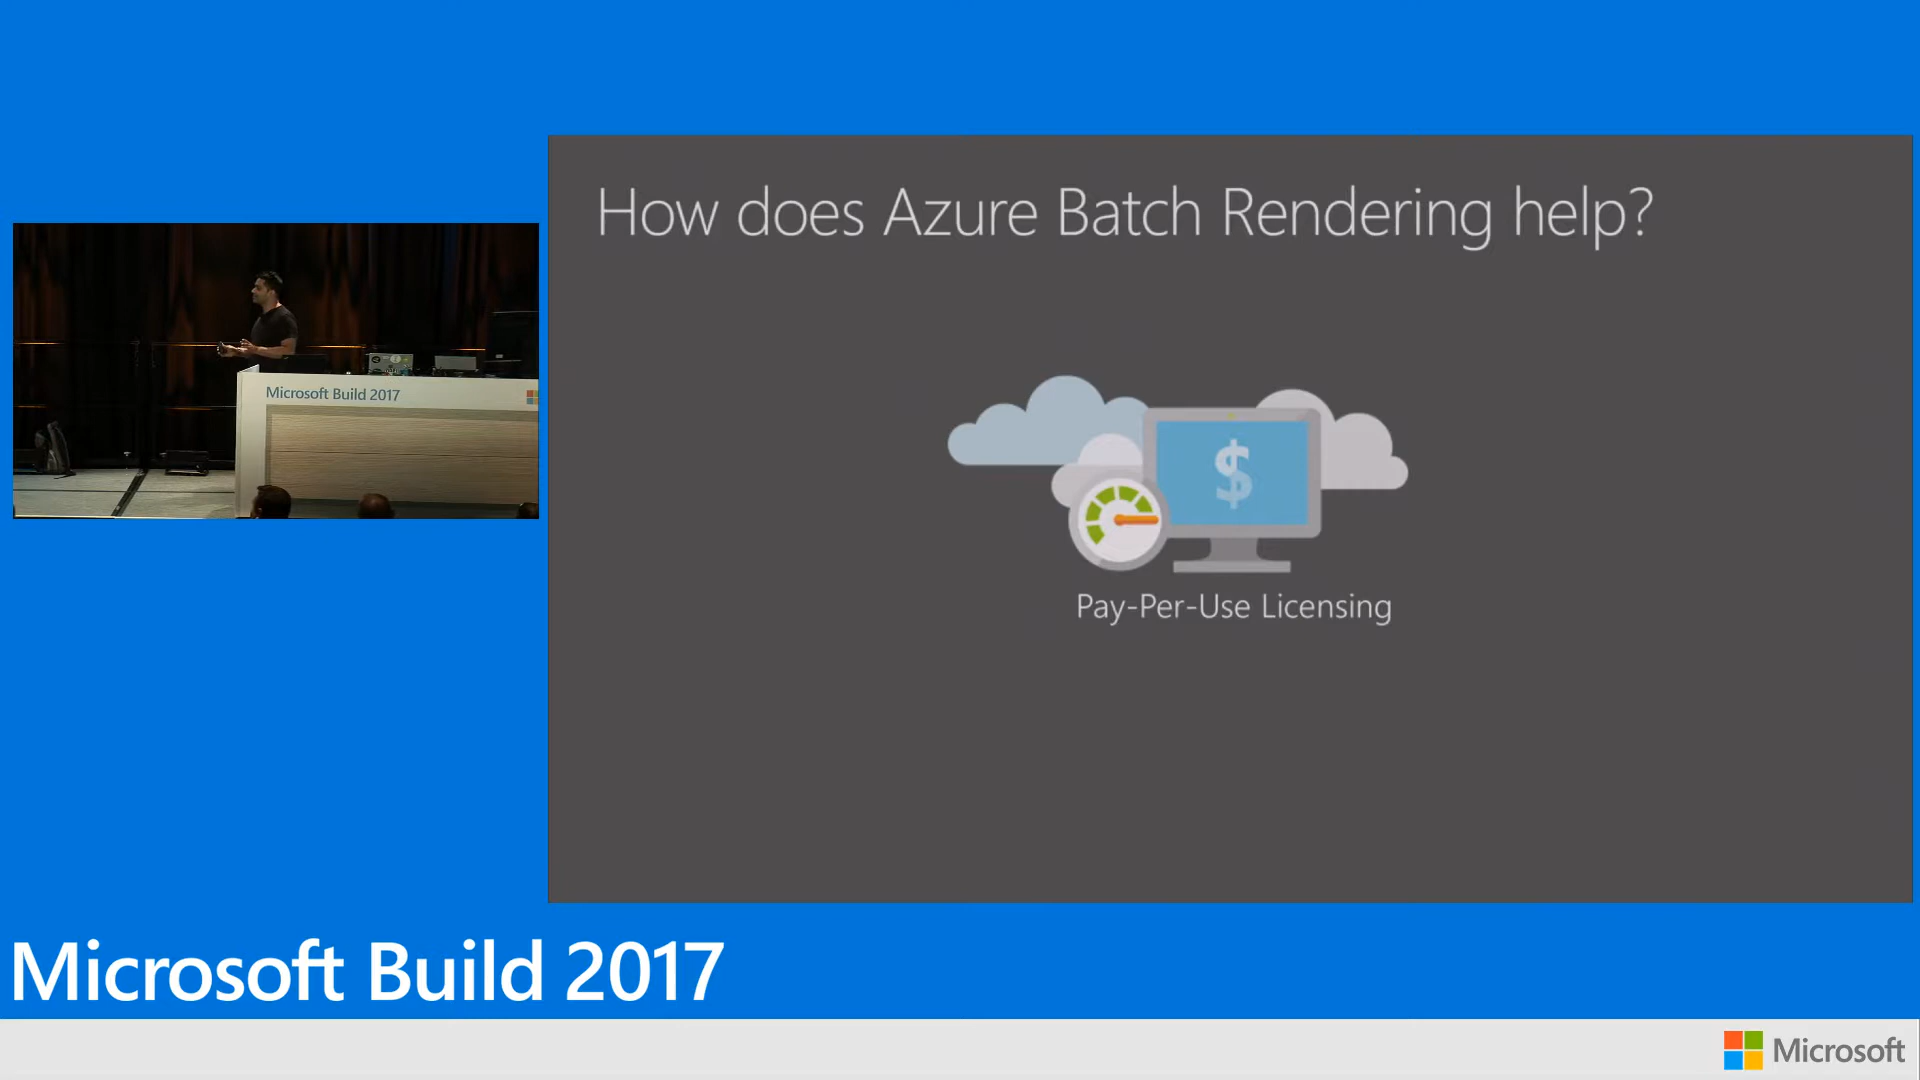 How does Azure Batch Rendering help?
$
Pay-Per-Use Licensing
Microsoft Build 2017
Microsoft Build 2017
Microsoft